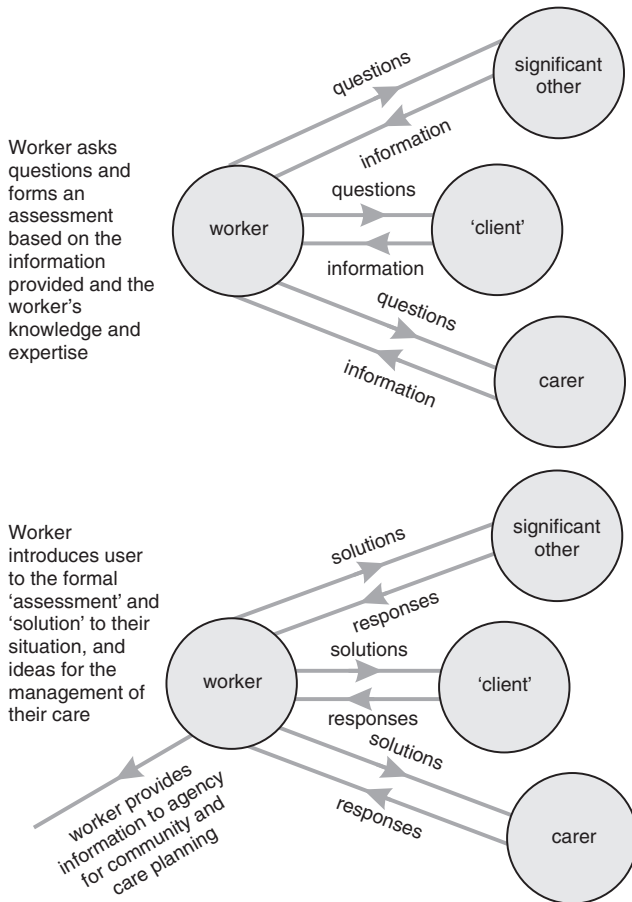 questions
significant
other
information
Worker asks
questions and
forms an
assessment
based on the
information
provided and the
worker's
knowledge and
expertise
worker
questions
information
'client'
questions
information
carer
Worker
introduces user
to the formal
'assessment' and
'solution' to their
situation, and
ideas for the
management of
their care
solutions
significant
other
responses
worker
solutions
responses
'client'
solutions
responses
carer
worker provides
information to agency
for community and
care planning